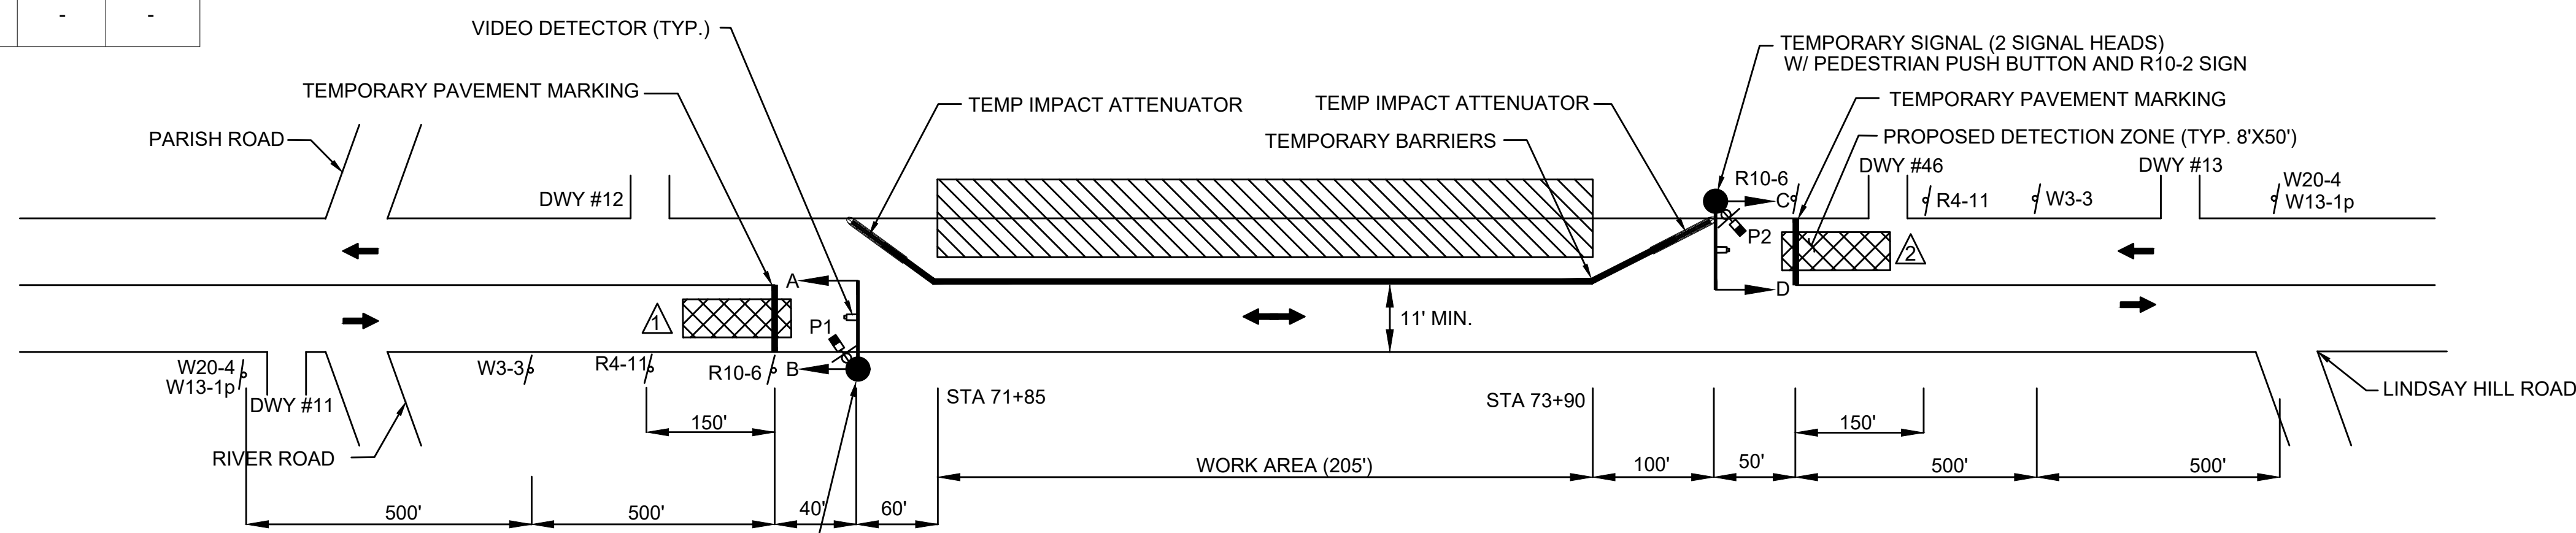 - -
VIDEO DETECTOR (TYP.)
TEMPORARY SIGNAL (2 SIGNAL HEADS)
W/ PEDESTRIAN PUSH BUTTON AND R10-2 SIGN
TEMPORARY PAVEMENT MARKING
TEMP IMPACT ATTENUATOR
TEMP IMPACT ATTENUATOR
TEMPORARY PAVEMENT MARKING
PARISH ROAD
TEMPORARY BARRIERS
PROPOSED DETECTION ZONE (TYP. 8'X50')
DWY #46
DWY #13
DWY #12
R10-6
C
R4-11
W3-3
W20-4
W13-1p
P2
2
A
D
1
P1
11' MIN.
W20-4
W13-1p
W3-3
R4-11
R10-6
B
DWY #11
STA 71+85
STA 73+90
LINDSAY HILL ROAD
150'
150'
RIVER ROAD
WORK AREA (205')
100'
50'
500'
500'
500'
500'
40'
60'